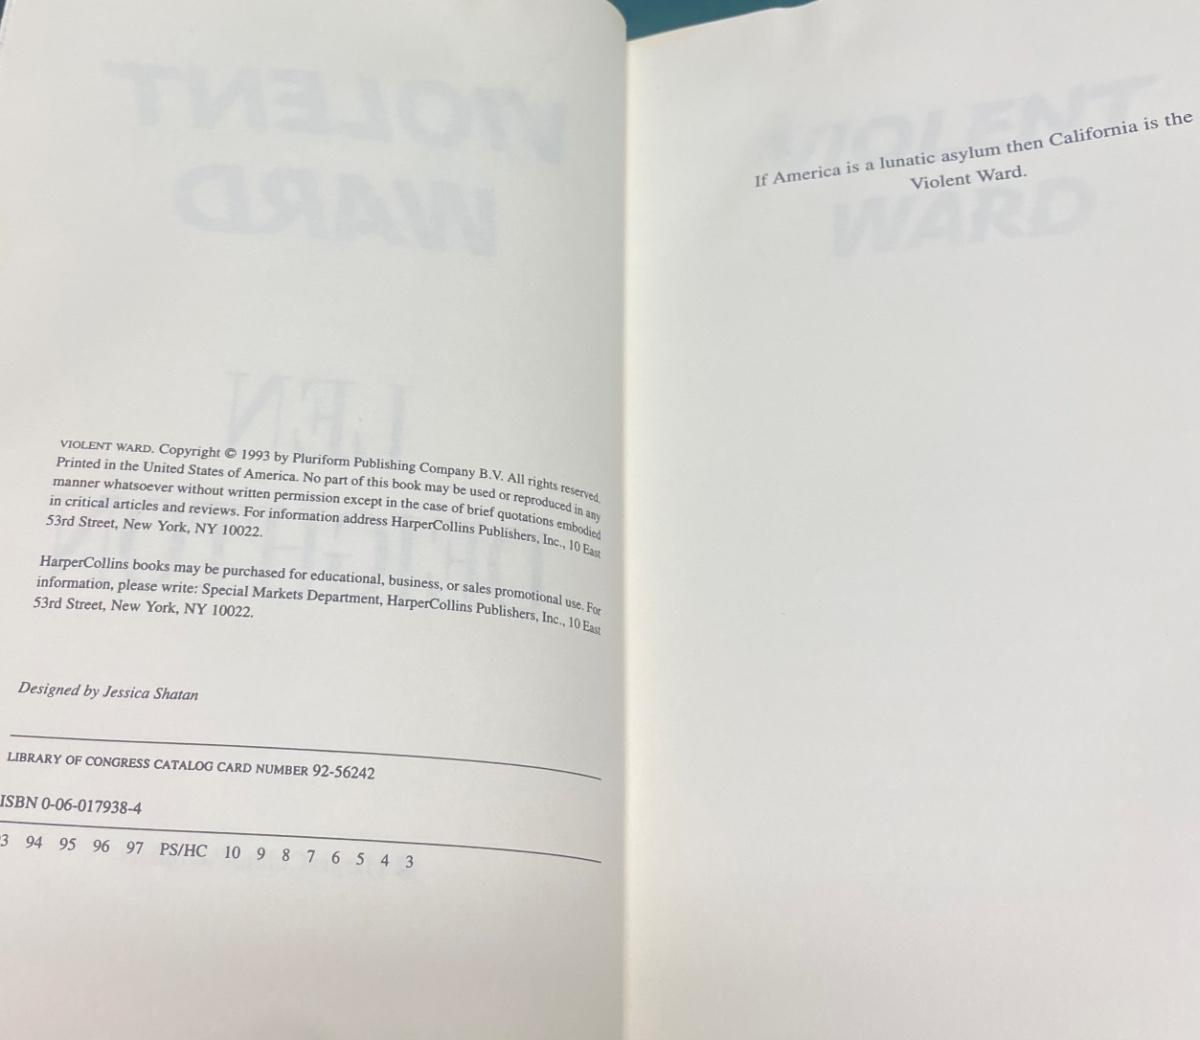 VIOLENT WARD. Copyright © 1993 by Pluriform Publishing Company B.V. All rights reserved.
Printed in the United States of America. No part of this book may be used or reproduced in any
manner whatsoever without written permission except in the case of brief quotations embodied
in critical articles and reviews. For information address HarperCollins Publishers, Inc., 10 East
53rd Street, New York, NY 10022.
HarperCollins books may be purchased for educational, business, or sales promotional use. For
information, please write: Special Markets Department, HarperCollins Publishers, Inc., 10 East
53rd Street, New York, NY 10022.
Designed by Jessica Shatan
LIBRARY OF CONGRESS CATALOG CARD NUMBER 92-56242
ISBN 0-06-017938-4
3 94 95 96 97 PS/HC 10 9 8 7 6 5 4 3
If America is a lunatic asylum then California is the
Violent Ward.
VIOLENT
WARD
LEN
DEIGHTON
VIOLENT
WARD